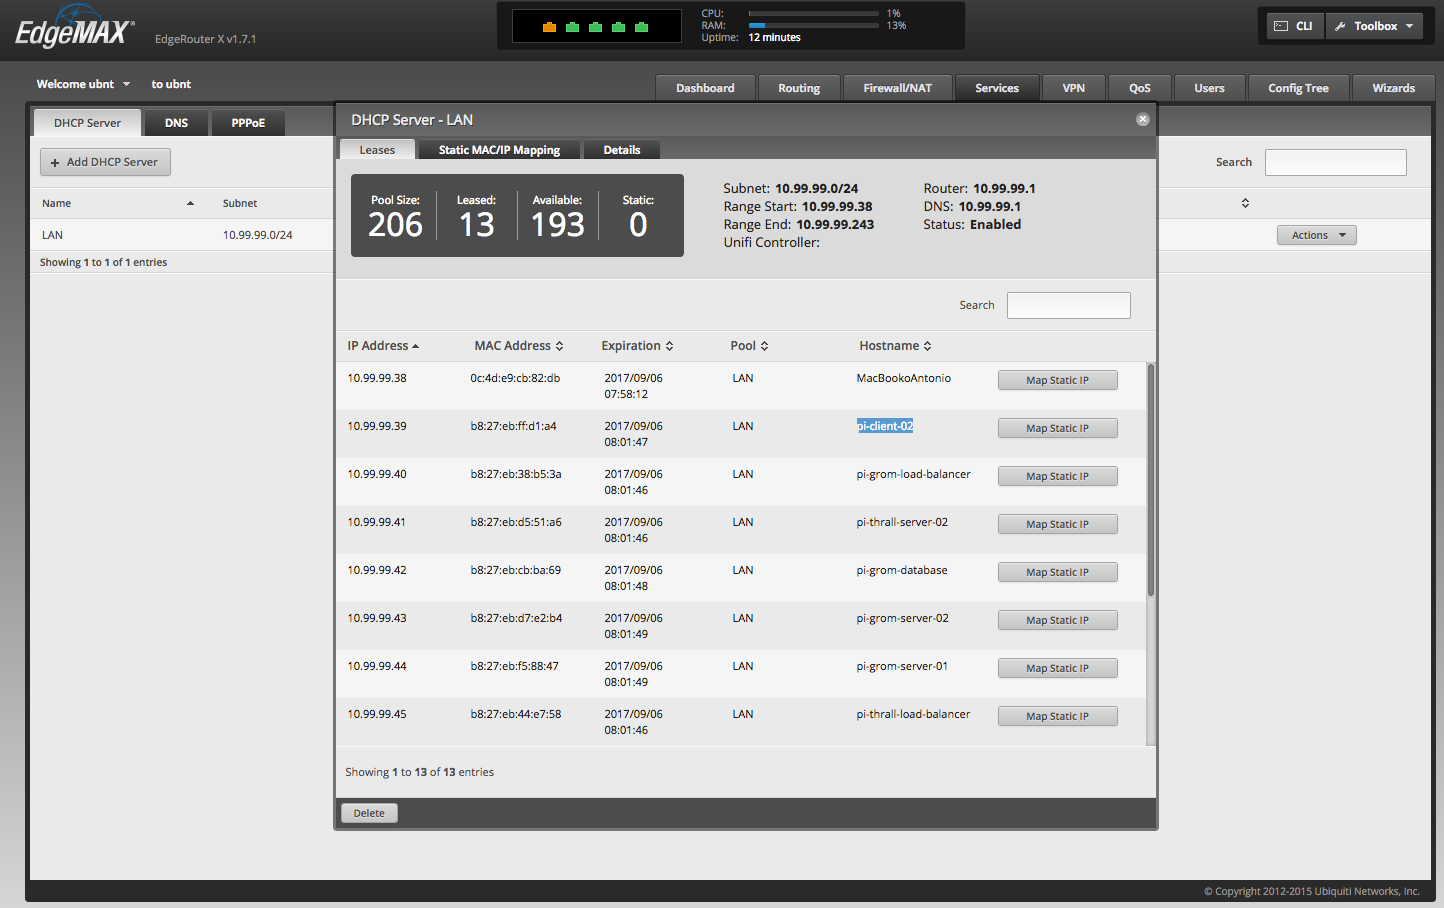 EdgeMAX®
EdgeRouter X v1.7.1
CPU: 1%
RAM: 13%
Uptime: 12 minutes
CLI
Toolbox
Welcome ubnt
to ubnt
Dashboard
Routing
Firewall/NAT
Services
VPN
QoS
Users
Config Tree
Wizards
DHCP Server
DNS
PPPoE
+ Add DHCP Server
Search
Name Subnet
LAN 10.99.99.0/24 Actions
Showing 1 to 1 of 1 entries
DHCP Server - LAN
Leases
Static MAC/IP Mapping
Details
Pool Size: 206
Leased: 13
Available: 193
Static: 0
Subnet: 10.99.99.0/24
Range Start: 10.99.99.38
Range End: 10.99.99.243
Unifi Controller:
Router: 10.99.99.1
DNS: 10.99.99.1
Status: Enabled
Search
IP Address MAC Address Expiration Pool Hostname
10.99.99.38 0c:4d:e9:cb:82:db 2017/09/06 07:58:12 LAN MacBookoAntonio Map Static IP
10.99.99.39 b8:27:eb:ff:d1:a4 2017/09/06 08:01:47 LAN pi-client-02 Map Static IP
10.99.99.40 b8:27:eb:38:b5:3a 2017/09/06 08:01:46 LAN pi-grom-load-balancer Map Static IP
10.99.99.41 b8:27:eb:d5:51:a6 2017/09/06 08:01:46 LAN pi-thrall-server-02 Map Static IP
10.99.99.42 b8:27:eb:cb:ba:69 2017/09/06 08:01:48 LAN pi-grom-database Map Static IP
10.99.99.43 b8:27:eb:d7:e2:b4 2017/09/06 08:01:49 LAN pi-grom-server-02 Map Static IP
10.99.99.44 b8:27:eb:f5:88:47 2017/09/06 08:01:49 LAN pi-grom-server-01 Map Static IP
10.99.99.45 b8:27:eb:44:e7:58 2017/09/06 08:01:46 LAN pi-thrall-load-balancer Map Static IP
Showing 1 to 13 of 13 entries
Delete
© Copyright 2012-2015 Ubiquiti Networks, Inc.